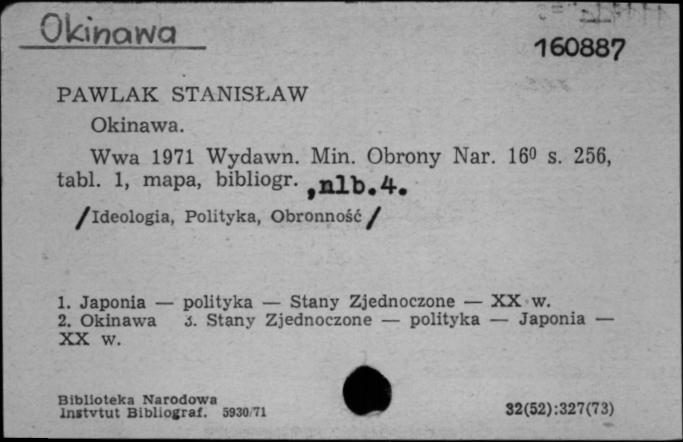 Okinawa
160887
PAWLAK STANISŁAW
Okinawa.
Wwa 1971 Wydawn. Min. Obrony Nar. 16⁰ s. 256,
tabl. 1, mapa, bibliogr. ,nlb.4.
/Ideologia, Polityka, Obronność/
1. Japonia — polityka — Stany Zjednoczone — XX w.
2. Okinawa 3. Stany Zjednoczone — polityka — Japonia —
XX w.
Biblioteka Narodowa
Instytut Bibliograf. 5930/71
32(52):327(73)